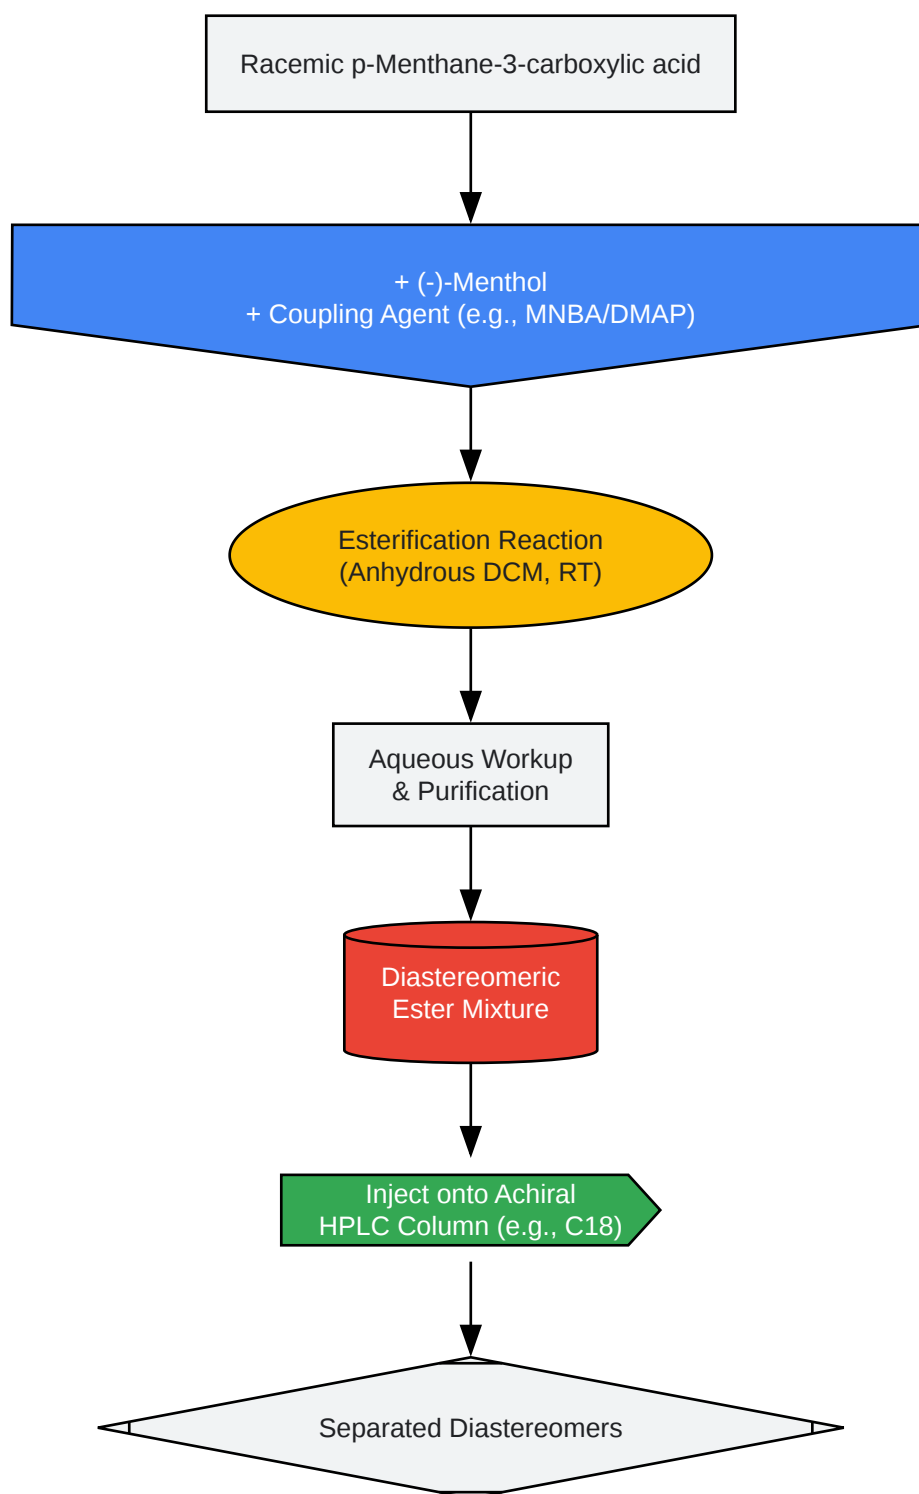 Racemic p-Menthane-3-carboxylic acid
+ (-)-Menthol
+ Coupling Agent (e.g., MNBA/DMAP)
Esterification Reaction
(Anhydrous DCM, RT)
Aqueous Workup
& Purification
Diastereomeric
Ester Mixture
Inject onto Achiral
HPLC Column (e.g., C18)
Separated Diastereomers